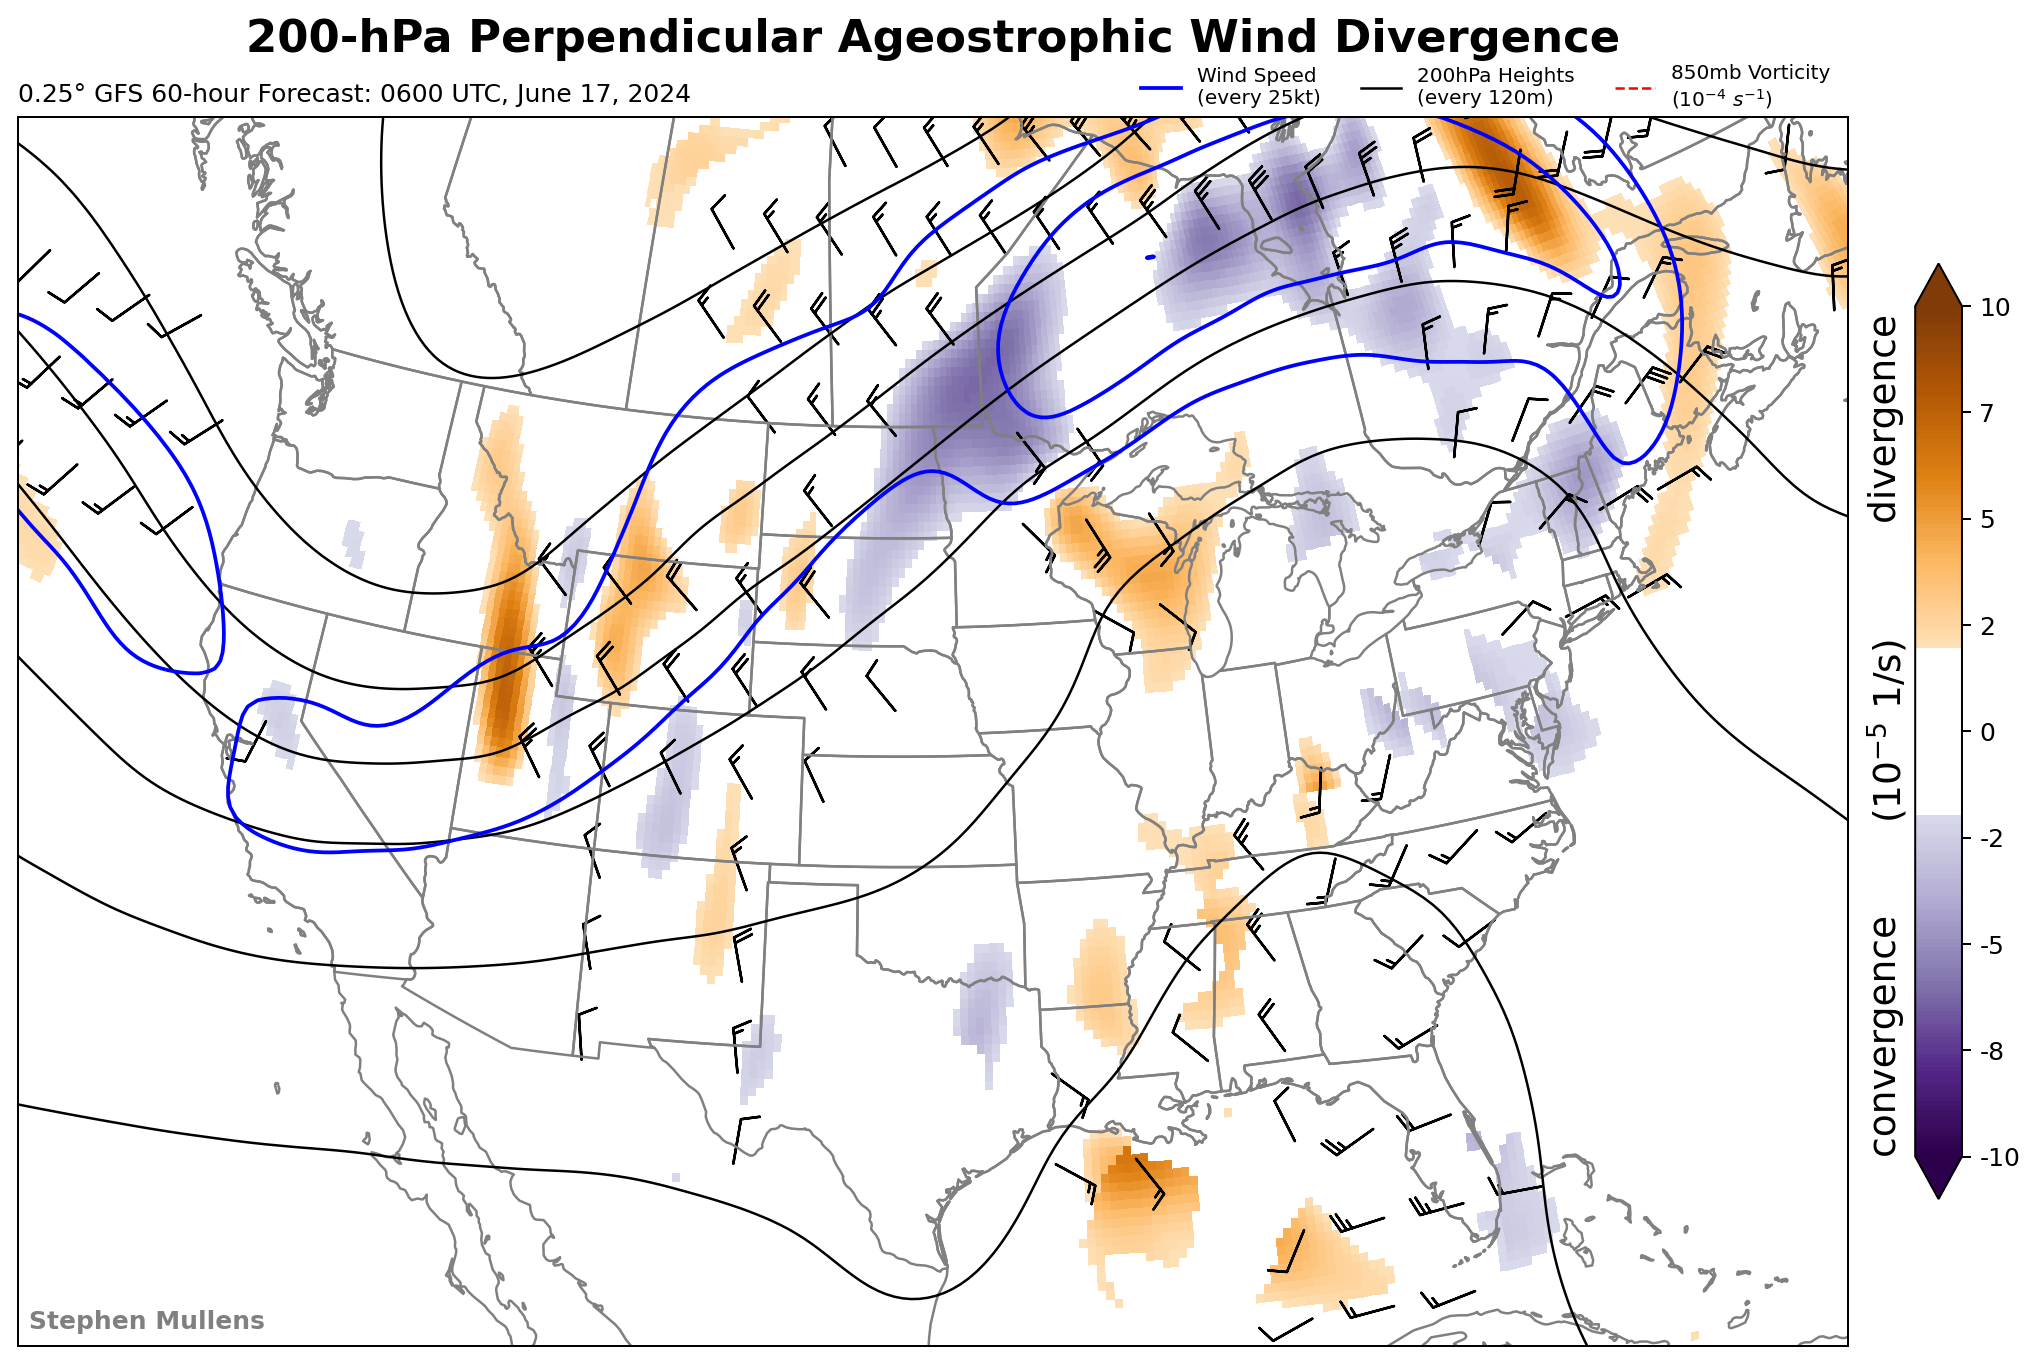 200-hPa Perpendicular Ageostrophic Wind Divergence
0.25° GFS 60-hour Forecast: 0600 UTC, June 17, 2024
Wind Speed
(every 25kt)
200hPa Heights
(every 120m)
850mb Vorticity
(10⁻⁴ s⁻¹)
10
7
5
2
0
-2
-5
-8
-10
convergence (10⁻⁵ 1/s) divergence
Stephen Mullens